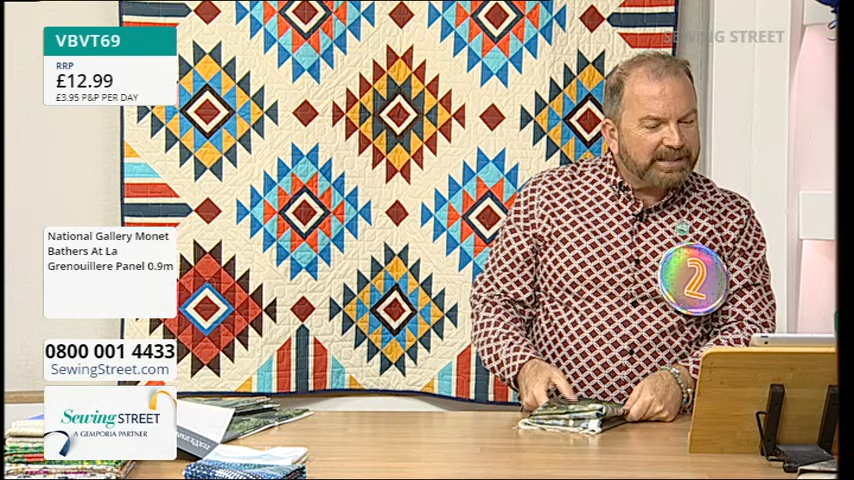 VBVT69
RRP
£12.99
£3.95 P&P PER DAY
SEWING STREET
2
National Gallery Monet
Bathers At La
Grenouillere Panel 0.9m
0800 001 4433
SewingStreet.com
Sewing STREET
A GEMPORIA PARTNER